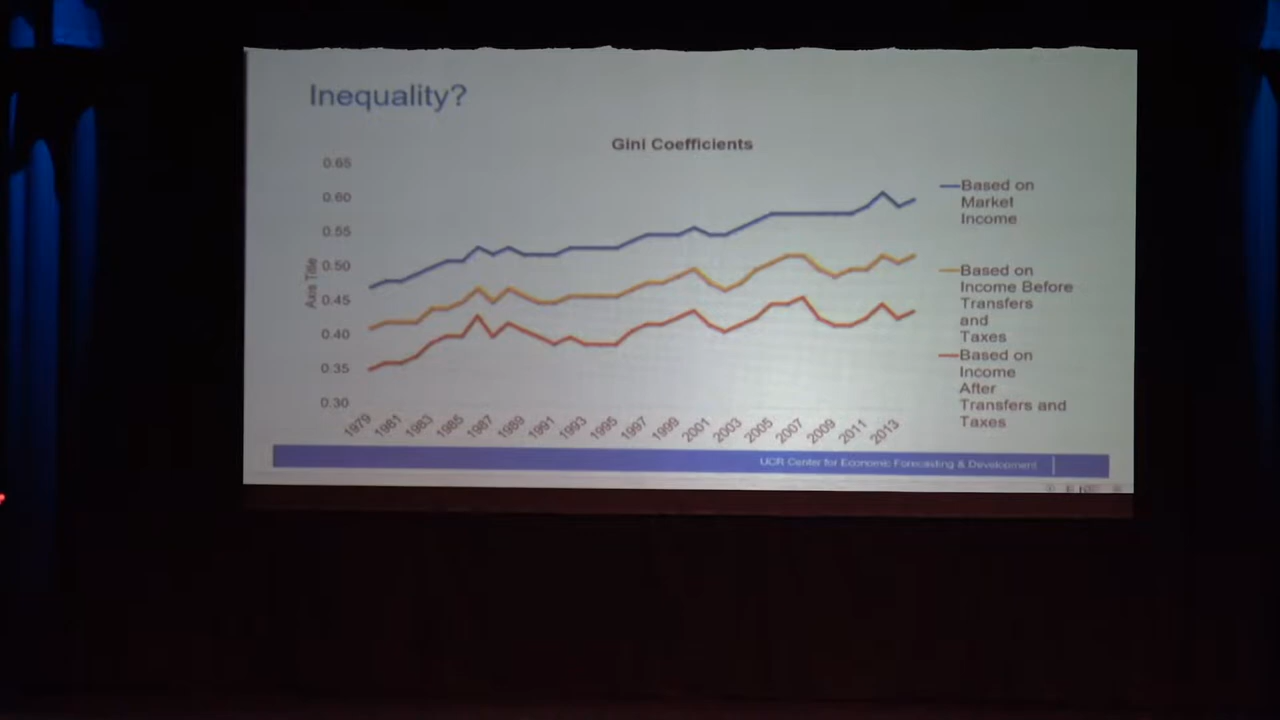 Inequality?
Gini Coefficients
0.65
0.60
0.55
0.50
0.45
0.40
0.35
0.30
Axis Title
1979
1981
1983
1985
1987
1989
1991
1993
1995
1997
1999
2001
2003
2005
2007
2009
2011
2013
Based on
Market
Income
Based on
Income Before
Transfers
and
Taxes
Based on
Income
After
Transfers and
Taxes
UCR Center for Economic Forecasting & Development